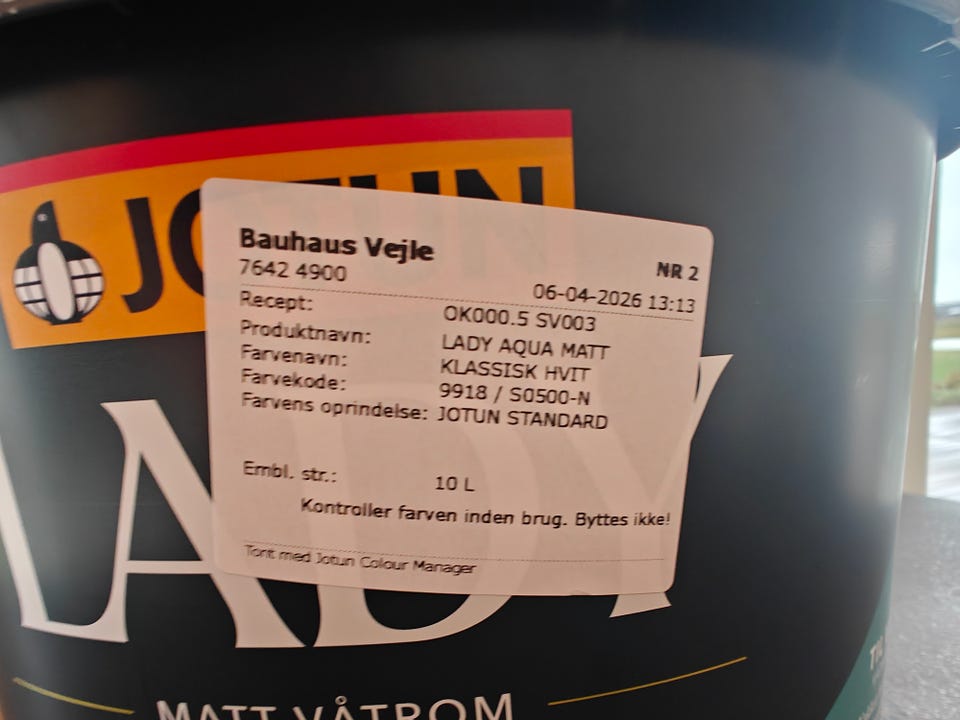 JOTUN
Bauhaus Vejle
7642 4900
NR 2
06-04-2026 13:13
Recept: OK000.5 SV003
Produktnavn: LADY AQUA MATT
Farvenavn: KLASSISK HVIT
Farvekode: 9918 / S0500-N
Farvens oprindelse: JOTUN STANDARD
Embl. str.: 10 L
Kontroller farven inden brug. Byttes ikke!
Tonet med Jotun Colour Manager
LADY
MATT VÅTROM